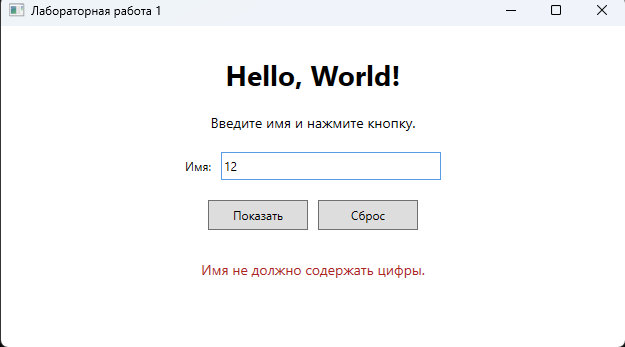 Лабораторная работа 1
Hello, World!
Введите имя и нажмите кнопку.
Имя: 12
Показать Сброс
Имя не должно содержать цифры.